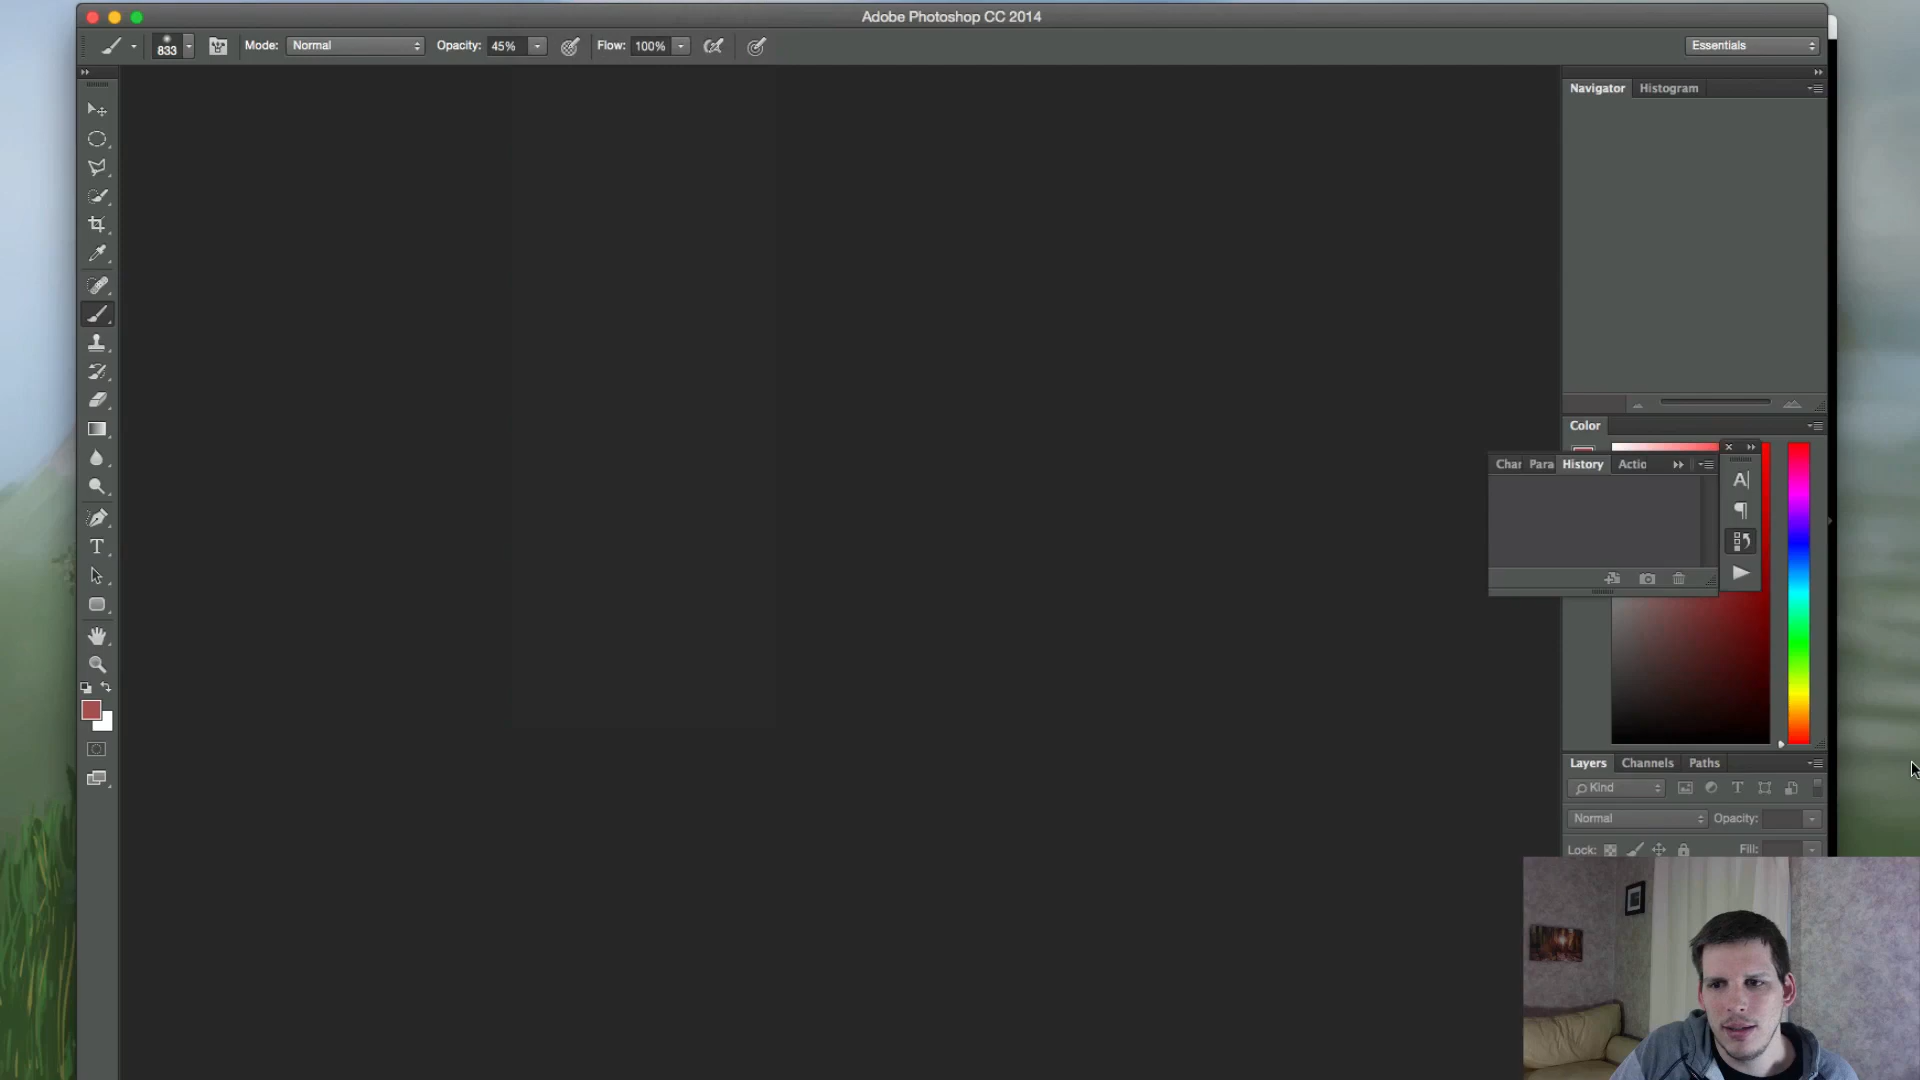 Adobe Photoshop CC 2014
833 Mode: Normal Opacity: 45% Flow: 100% Essentials
Navigator Histogram
Color
Char Para History Actio
Layers Channels Paths
Kind
Normal Opacity:
Lock: Fill: